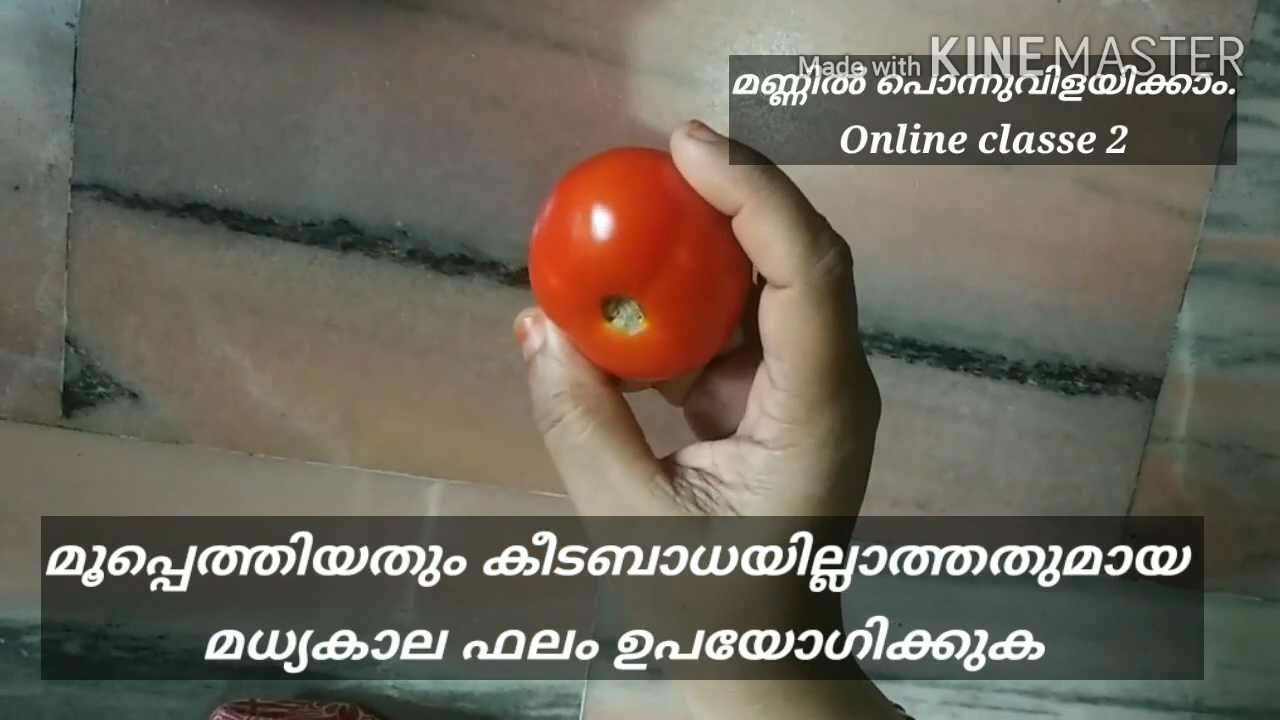 Made with KINEMASTER
മണ്ണിൽ പൊന്നുവിളയിക്കാം.
Online classe 2
മൂപ്പെത്തിയതും കീടബാധയില്ലാത്തതുമായ
മധ്യകാല ഫലം ഉപയോഗിക്കുക